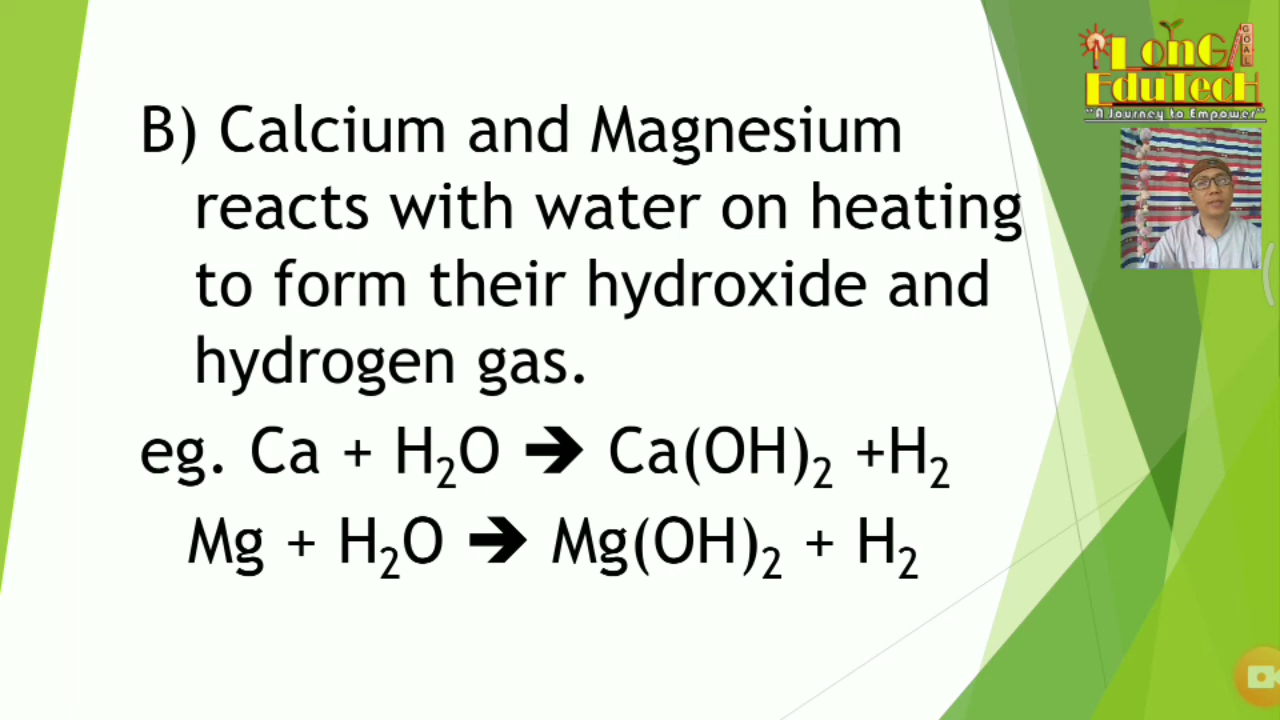 LonG
GOAL
EduTecH
"A Journey to Empower"
B) Calcium and Magnesium
reacts with water on heating
to form their hydroxide and
hydrogen gas.
eg. Ca + H₂O 🡺 Ca(OH)₂ +H₂
Mg + H₂O 🡺 Mg(OH)₂ + H₂